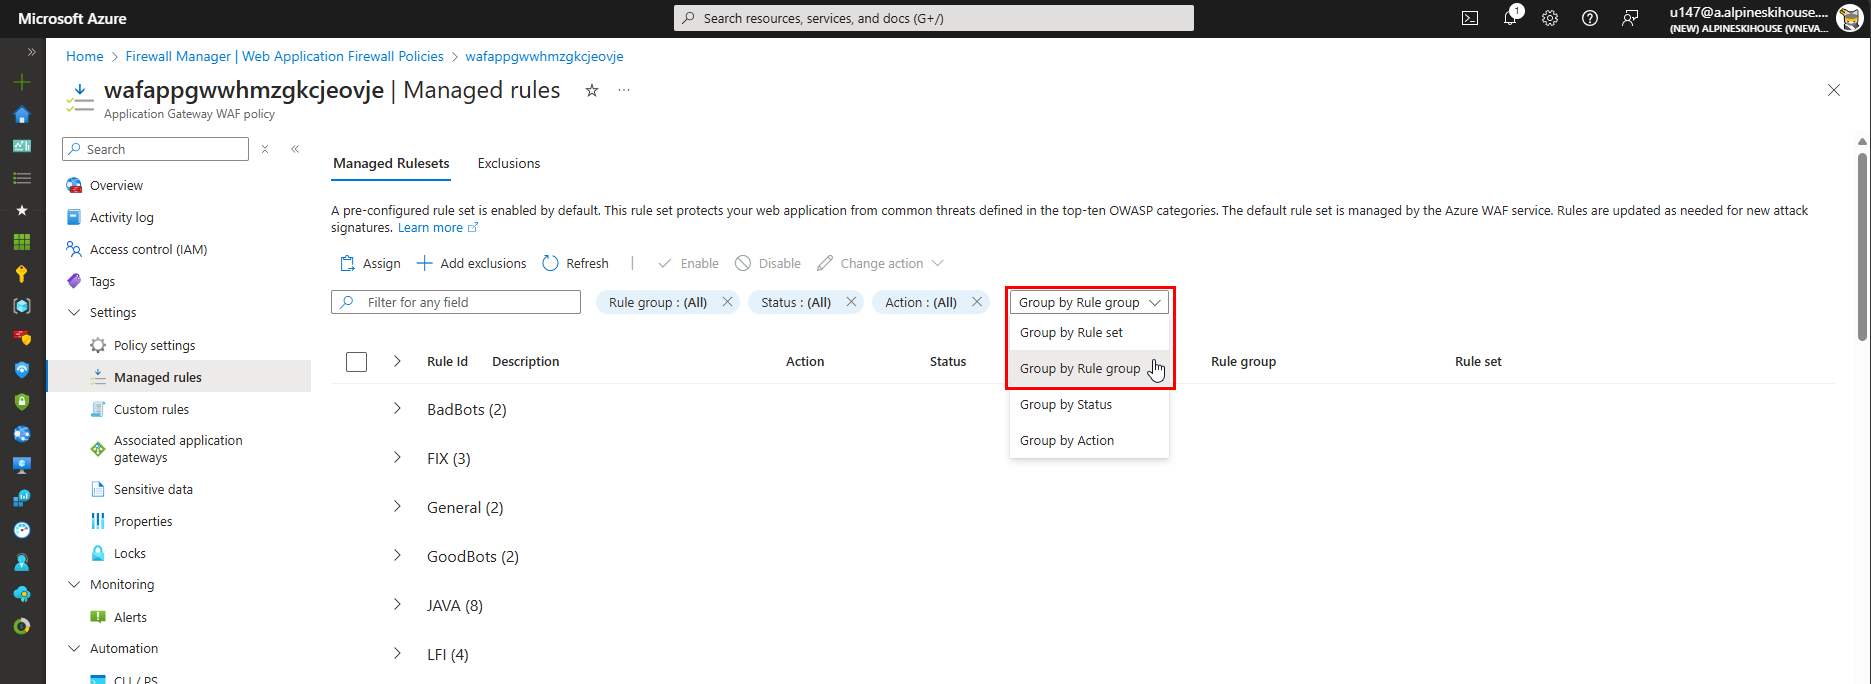 Microsoft Azure
Search resources, services, and docs (G+/)
1
u147@a.alpineskihouse....
(NEW) ALPINESKIHOUSE (VNEVA...
Home > Firewall Manager | Web Application Firewall Policies > wafappgwwhmzgkcjeovje
wafappgwwhmzgkcjeovje | Managed rules
Application Gateway WAF policy
Search
Overview
Activity log
Access control (IAM)
Tags
Settings
Policy settings
Managed rules
Custom rules
Associated application
gateways
Sensitive data
Properties
Locks
Monitoring
Alerts
Automation
CLI / PS
Managed Rulesets
Exclusions
A pre-configured rule set is enabled by default. This rule set protects your web application from common threats defined in the top-ten OWASP categories. The default rule set is managed by the Azure WAF service. Rules are updated as needed for new attack
signatures. Learn more
Assign
Add exclusions
Refresh
Enable
Disable
Change action
Filter for any field
Rule group : (All)
Status : (All)
Action : (All)
Group by Rule group
Group by Rule set
Group by Rule group
Group by Status
Group by Action
Rule Id
Description
Action
Status
Rule group
Rule set
BadBots (2)
FIX (3)
General (2)
GoodBots (2)
JAVA (8)
LFI (4)